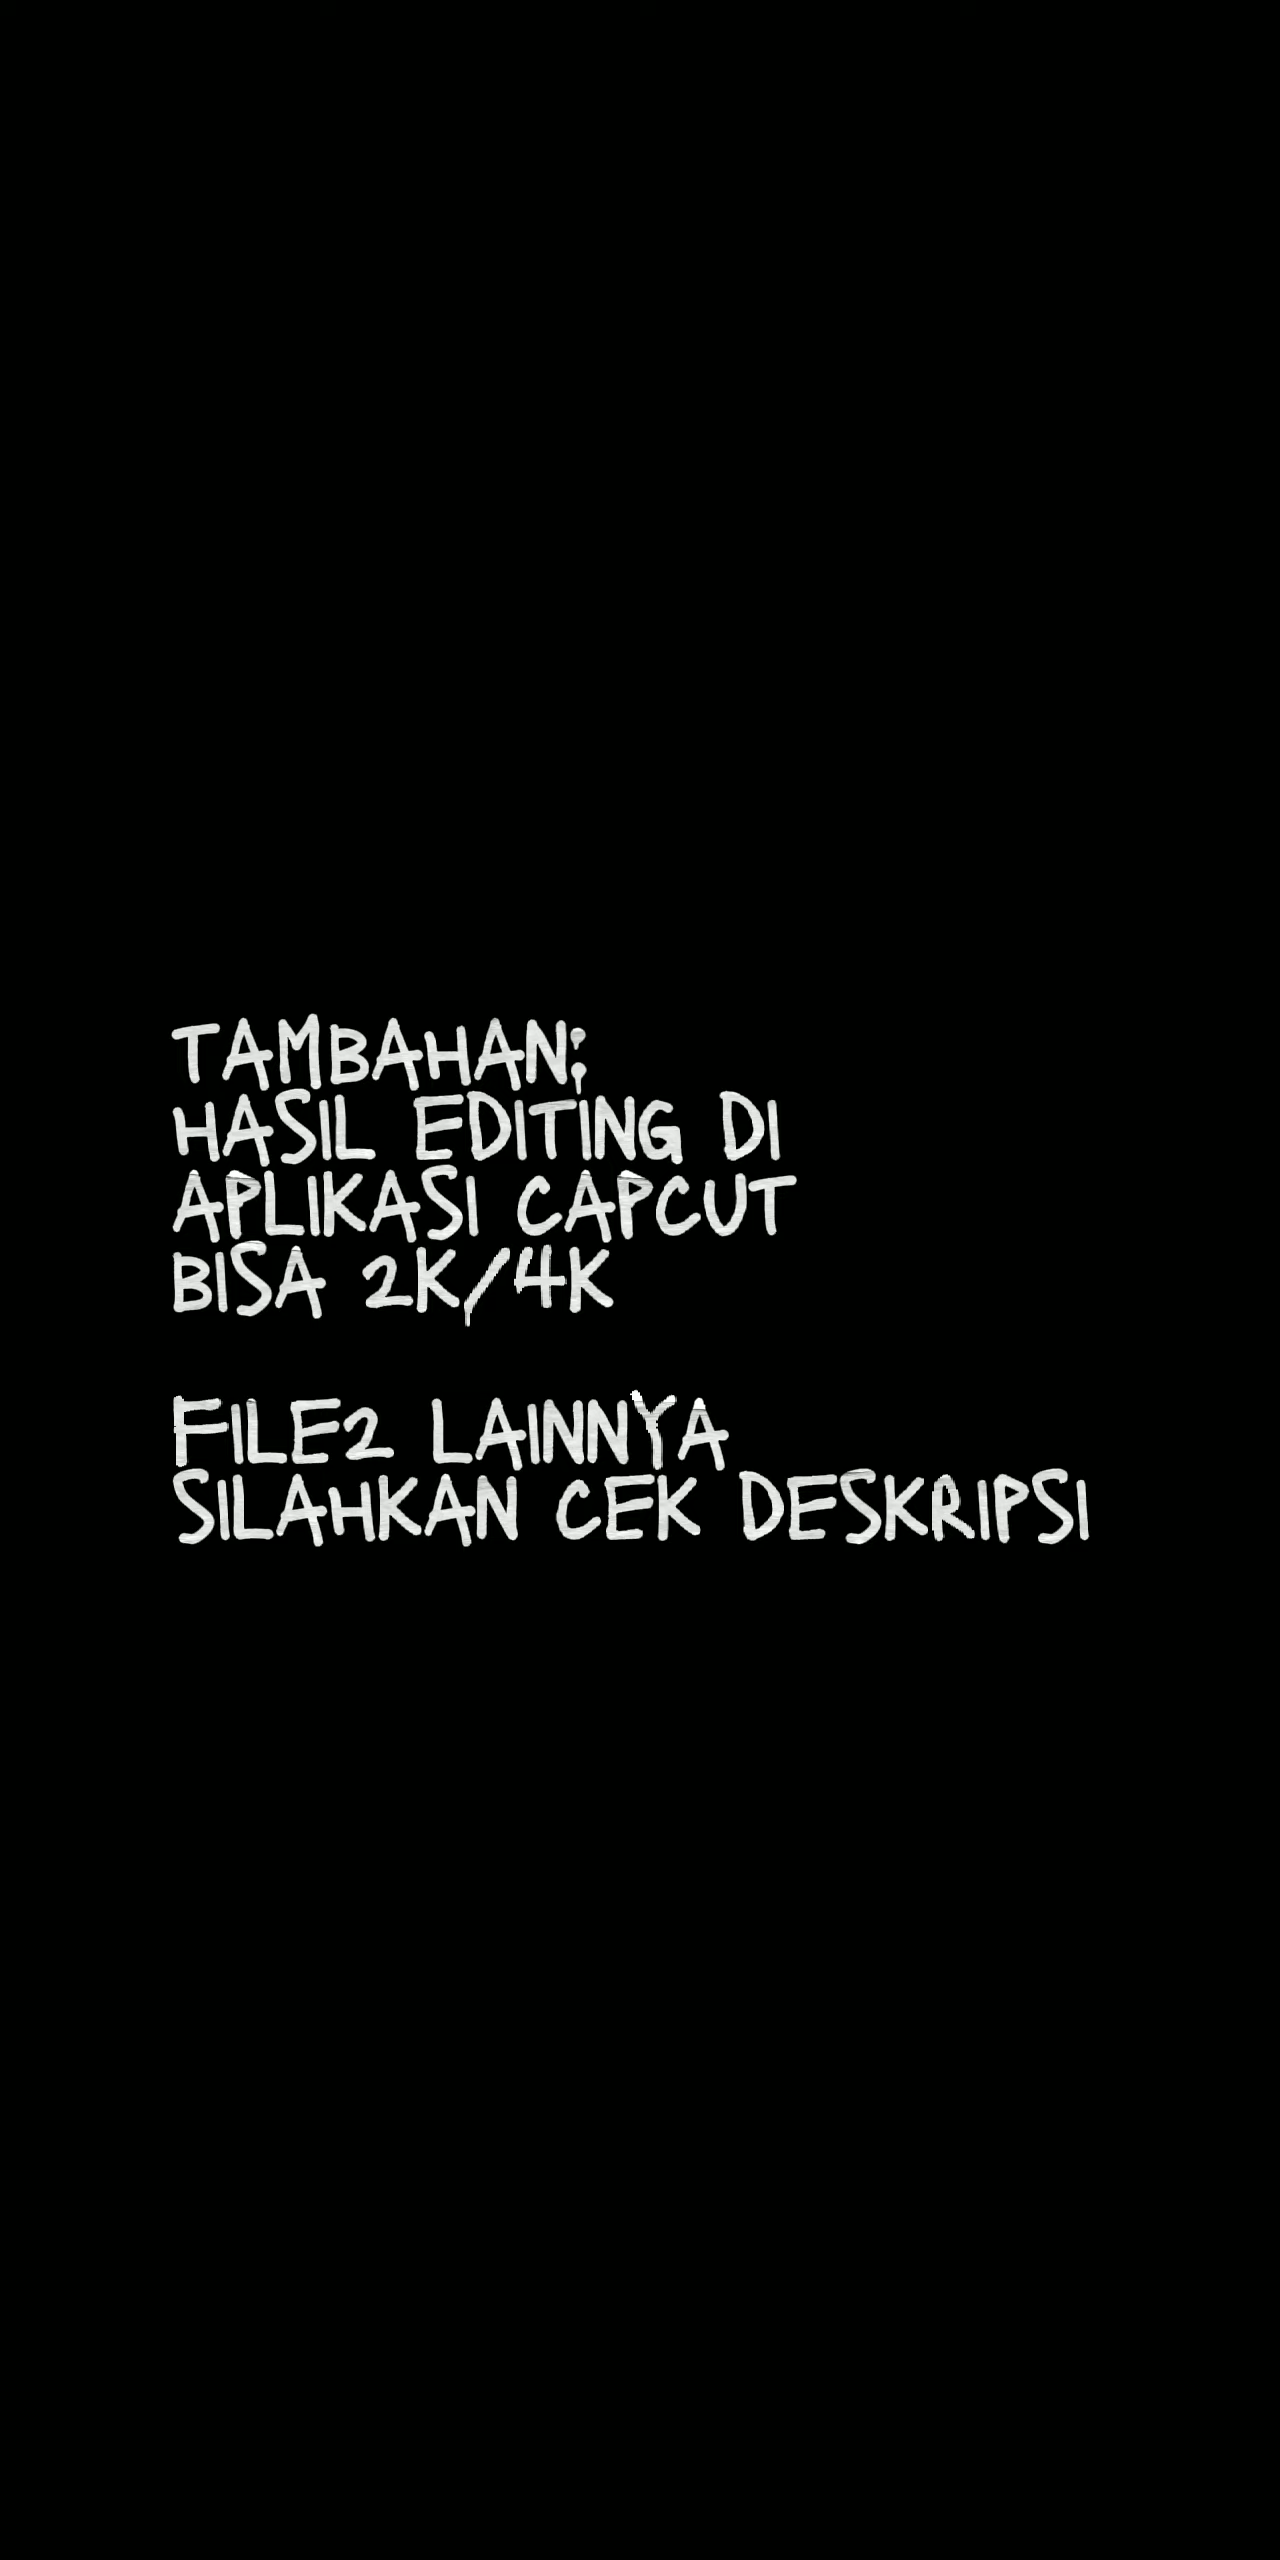 TAMBAHAN;
HASIL EDITING DI
APLIKASI CAPCUT
BISA 2K/4K
FILE2 LAINNYA
SILAHKAN CEK DESKRIPSI